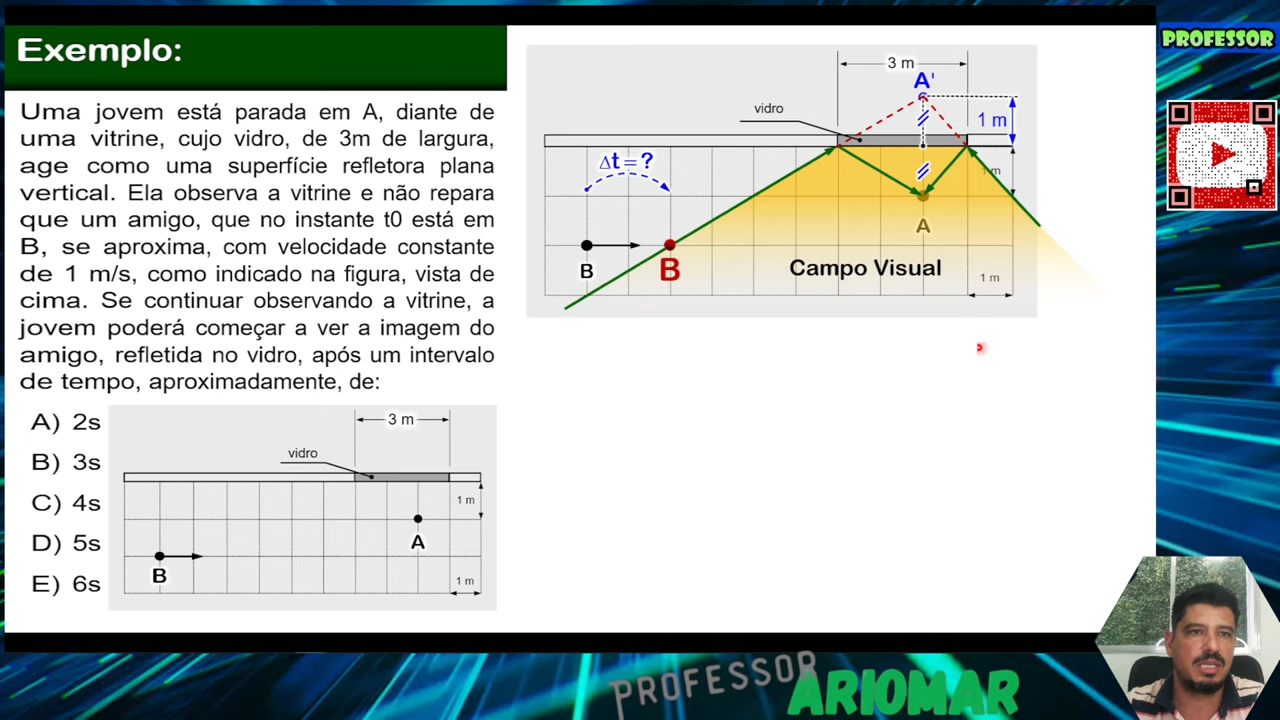 Exemplo:
Uma jovem está parada em A, diante de
uma vitrine, cujo vidro, de 3m de largura,
age como uma superfície refletora plana
vertical. Ela observa a vitrine e não repara
que um amigo, que no instante t0 está em
B, se aproxima, com velocidade constante
de 1 m/s, como indicado na figura, vista de
cima. Se continuar observando a vitrine, a
jovem poderá começar a ver a imagem do
amigo, refletida no vidro, após um intervalo
de tempo, aproximadamente, de:
A) 2s
B) 3s
C) 4s
D) 5s
E) 6s
3 m
vidro
1 m
A
B
1 m
3 m
A'
vidro
1 m
Δt=?
1 m
A
B
B
Campo Visual
1 m
PROFESSOR
PROFESSOR
ARIOMAR